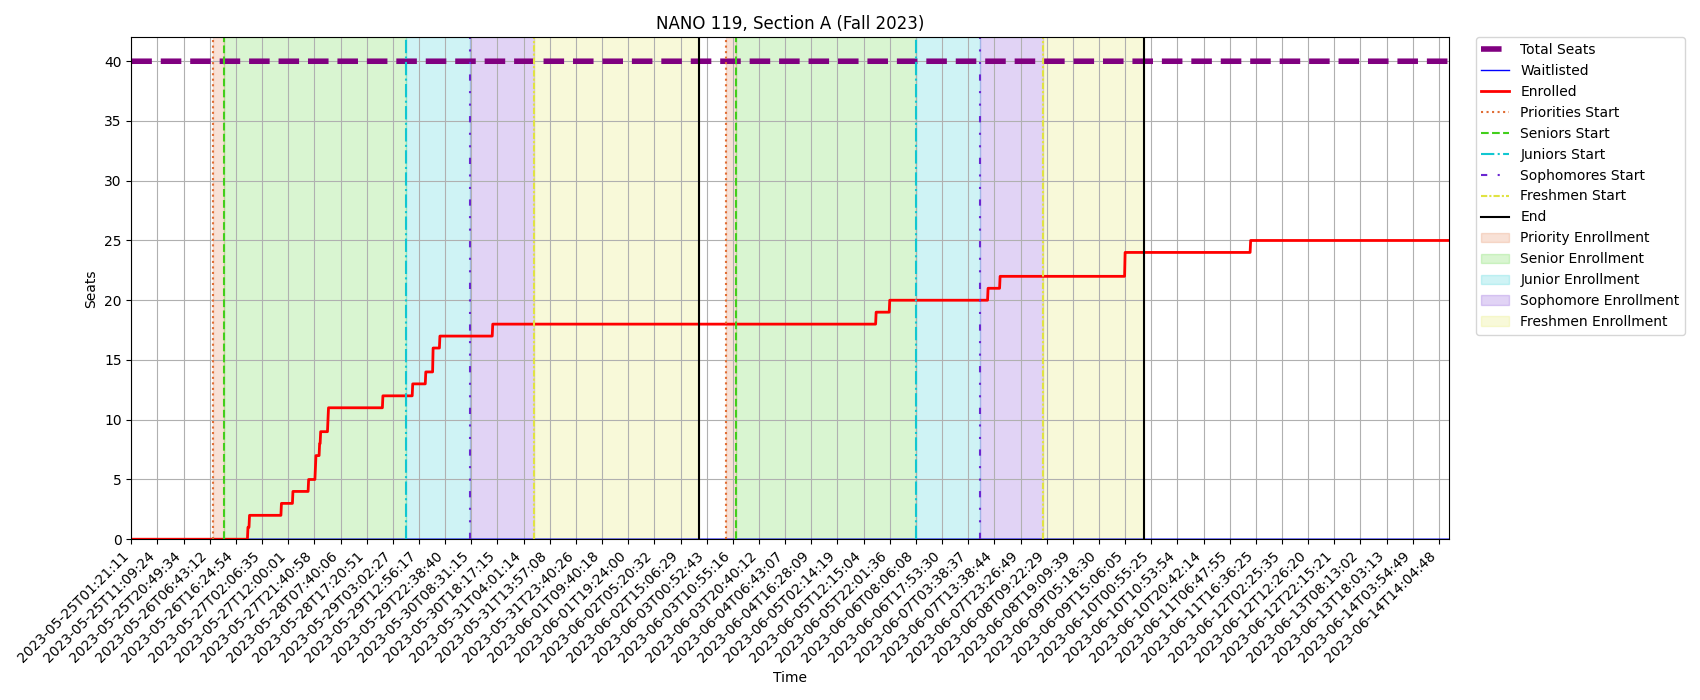 NANO 119, Section A (Fall 2023)
Seats
40
35
30
25
20
15
10
5
0
2023-05-25T01:21:11
2023-05-25T11:09:24
2023-05-25T20:49:34
2023-05-26T06:43:12
2023-05-26T16:24:54
2023-05-27T02:06:35
2023-05-27T12:00:01
2023-05-27T21:40:58
2023-05-28T07:40:06
2023-05-28T17:20:51
2023-05-29T03:02:27
2023-05-29T12:56:17
2023-05-29T22:38:40
2023-05-30T08:31:15
2023-05-30T18:17:15
2023-05-31T04:01:14
2023-05-31T13:57:08
2023-05-31T23:40:26
2023-06-01T09:40:18
2023-06-01T19:24:00
2023-06-02T05:20:32
2023-06-02T15:06:29
2023-06-03T00:52:43
2023-06-03T10:55:16
2023-06-03T20:40:12
2023-06-04T06:43:07
2023-06-04T16:28:09
2023-06-05T02:14:19
2023-06-05T12:15:04
2023-06-05T22:01:36
2023-06-06T08:06:08
2023-06-06T17:53:30
2023-06-07T03:38:37
2023-06-07T13:38:44
2023-06-07T23:26:49
2023-06-08T09:22:29
2023-06-08T19:09:39
2023-06-09T05:18:30
2023-06-09T15:06:05
2023-06-10T00:55:25
2023-06-10T10:53:54
2023-06-10T20:42:14
2023-06-11T06:47:55
2023-06-11T16:36:25
2023-06-12T02:25:35
2023-06-12T12:26:20
2023-06-12T22:15:21
2023-06-13T08:13:02
2023-06-13T18:03:13
2023-06-14T03:54:49
2023-06-14T14:04:48
Time
Total Seats
Waitlisted
Enrolled
Priorities Start
Seniors Start
Juniors Start
Sophomores Start
Freshmen Start
End
Priority Enrollment
Senior Enrollment
Junior Enrollment
Sophomore Enrollment
Freshmen Enrollment